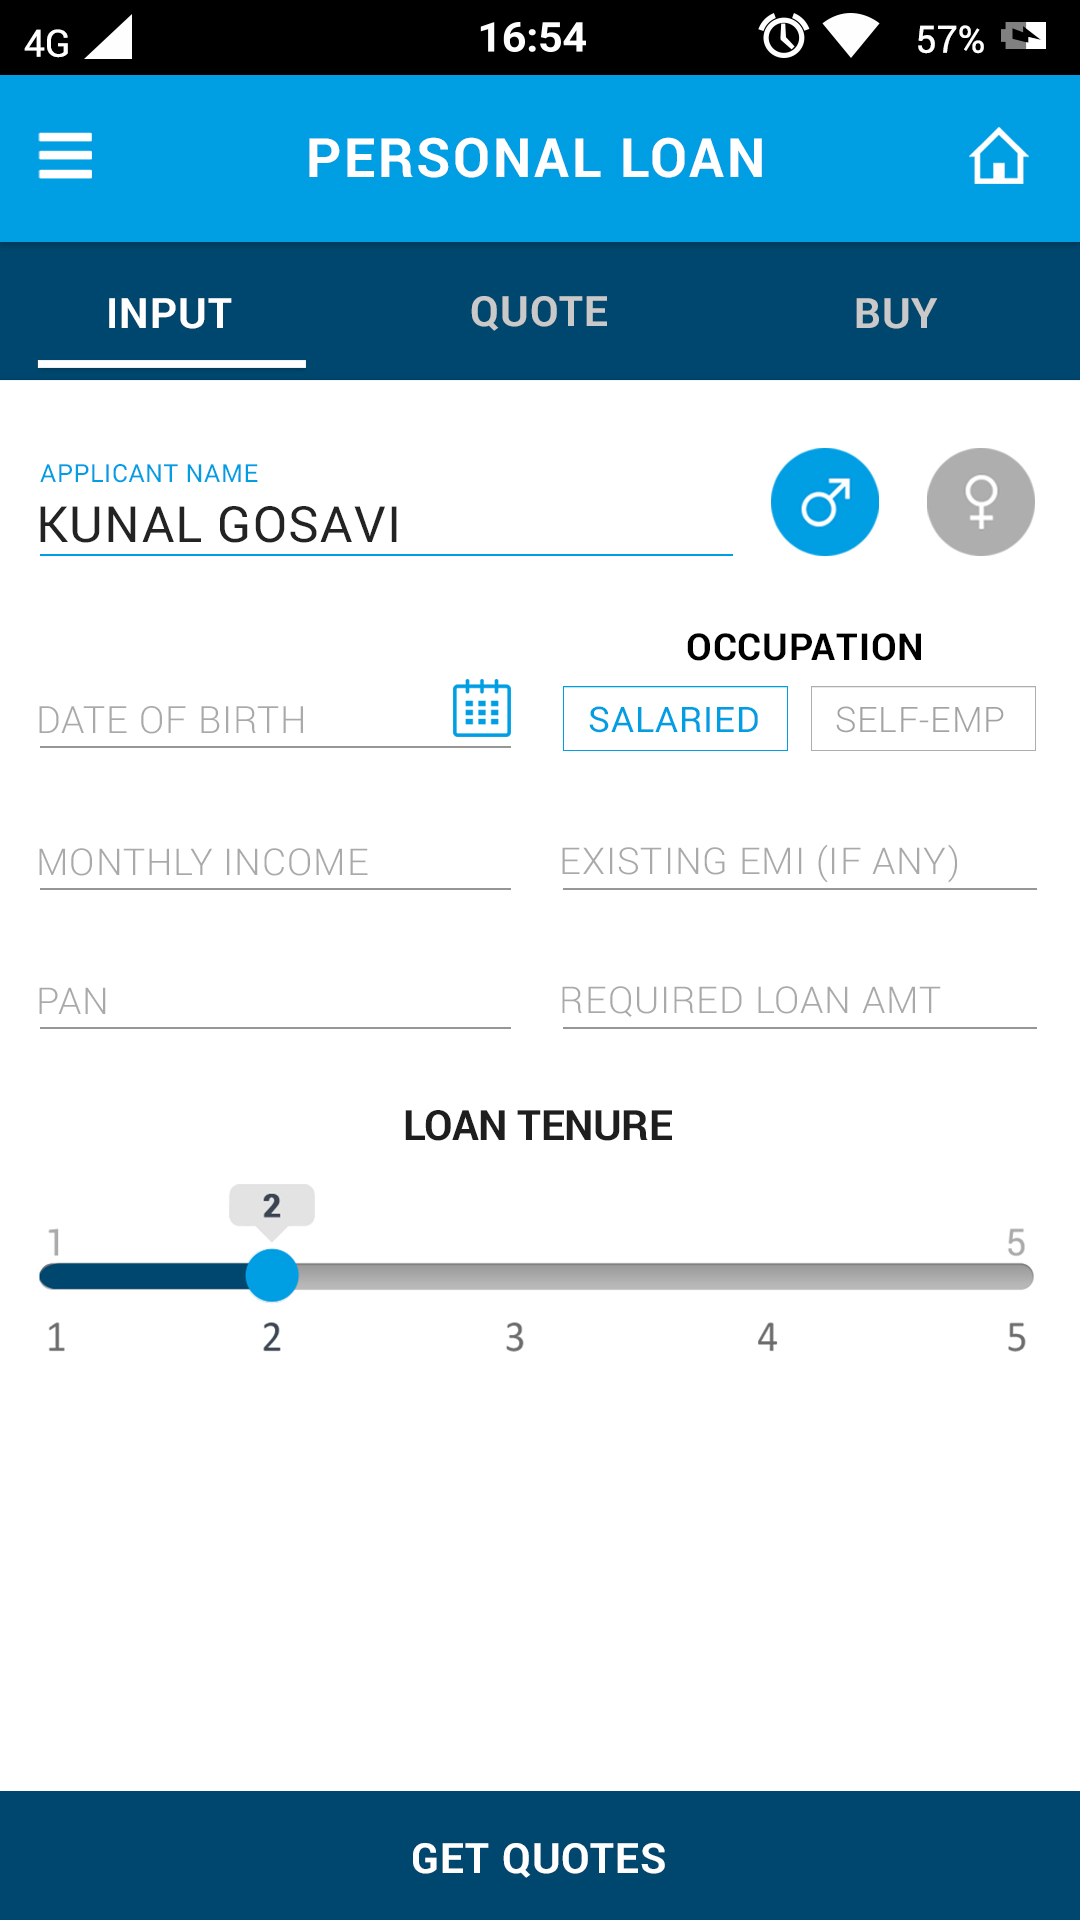 4G 16:54 57%
PERSONAL LOAN
INPUT QUOTE BUY
APPLICANT NAME
KUNAL GOSAVI
OCCUPATION
DATE OF BIRTH SALARIED SELF-EMP
MONTHLY INCOME EXISTING EMI (IF ANY)
PAN REQUIRED LOAN AMT
LOAN TENURE
2
1 5
1 2 3 4 5
GET QUOTES